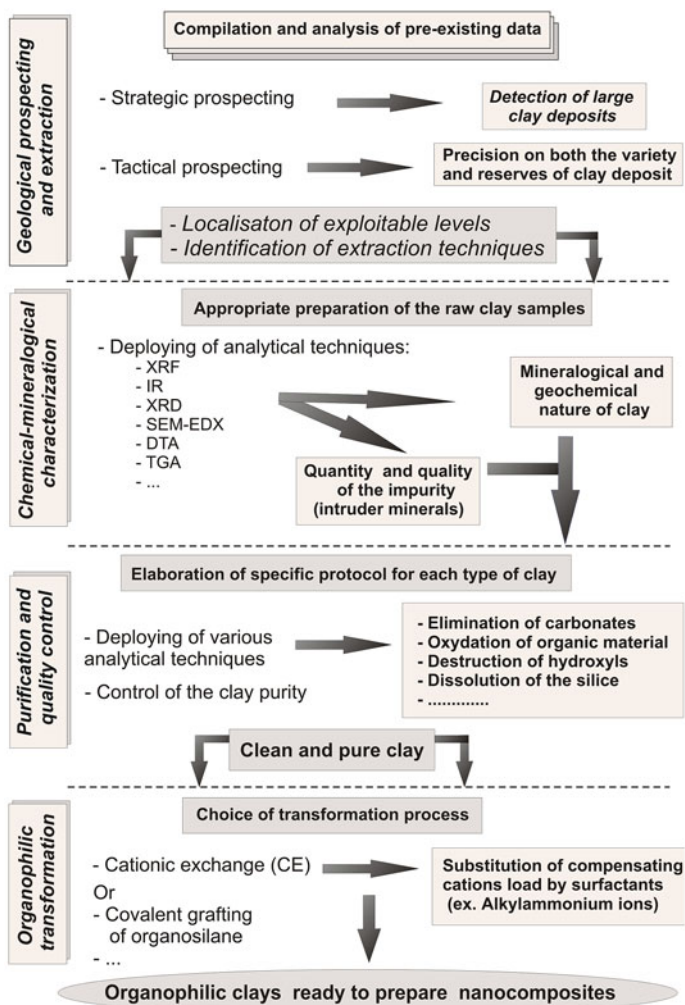 Geological prospecting
and extraction
Compilation and analysis of pre-existing data
- Strategic prospecting
Detection of large
clay deposits
- Tactical prospecting
Precision on both the variety
and reserves of clay deposit
- Localisaton of exploitable levels
- Identification of extraction techniques
Chemical-mineralogical
characterization
Appropriate preparation of the raw clay samples
- Deploying of analytical techniques:
- XRF
- IR
- XRD
- SEM-EDX
- DTA
- TGA
- ...
Mineralogical and
geochemical
nature of clay
Quantity and quality
of the impurity
(intruder minerals)
Purification and
quality control
Elaboration of specific protocol for each type of clay
- Deploying of various
analytical techniques
- Control of the clay purity
- Elimination of carbonates
- Oxydation of organic material
- Destruction of hydroxyls
- Dissolution of the silice
- .............
Clean and pure clay
Organophilic
transformation
Choice of transformation process
- Cationic exchange (CE)
Or
- Covalent grafting
of organosilane
- ...
Substitution of compensating
cations load by surfactants
(ex. Alkylammonium ions)
Organophilic clays ready to prepare nanocomposites